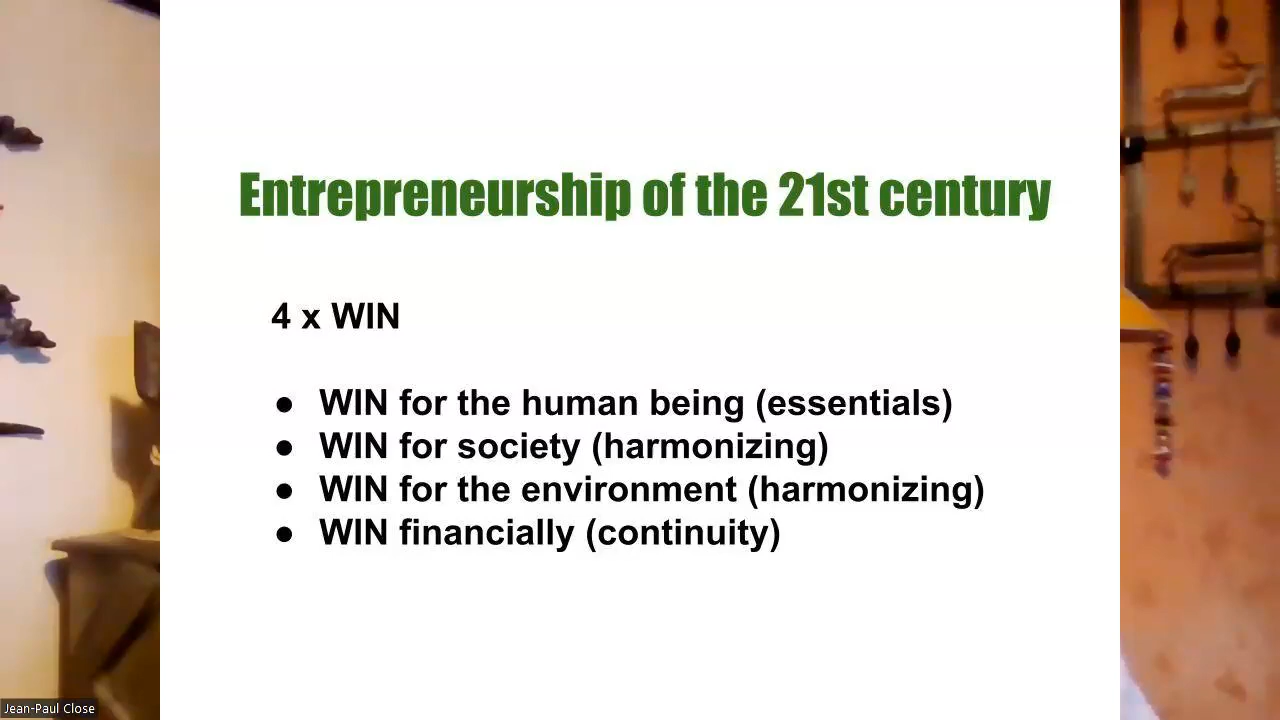 Entrepreneurship of the 21st century
4 x WIN
● WIN for the human being (essentials)
● WIN for society (harmonizing)
● WIN for the environment (harmonizing)
● WIN financially (continuity)
Jean-Paul Close